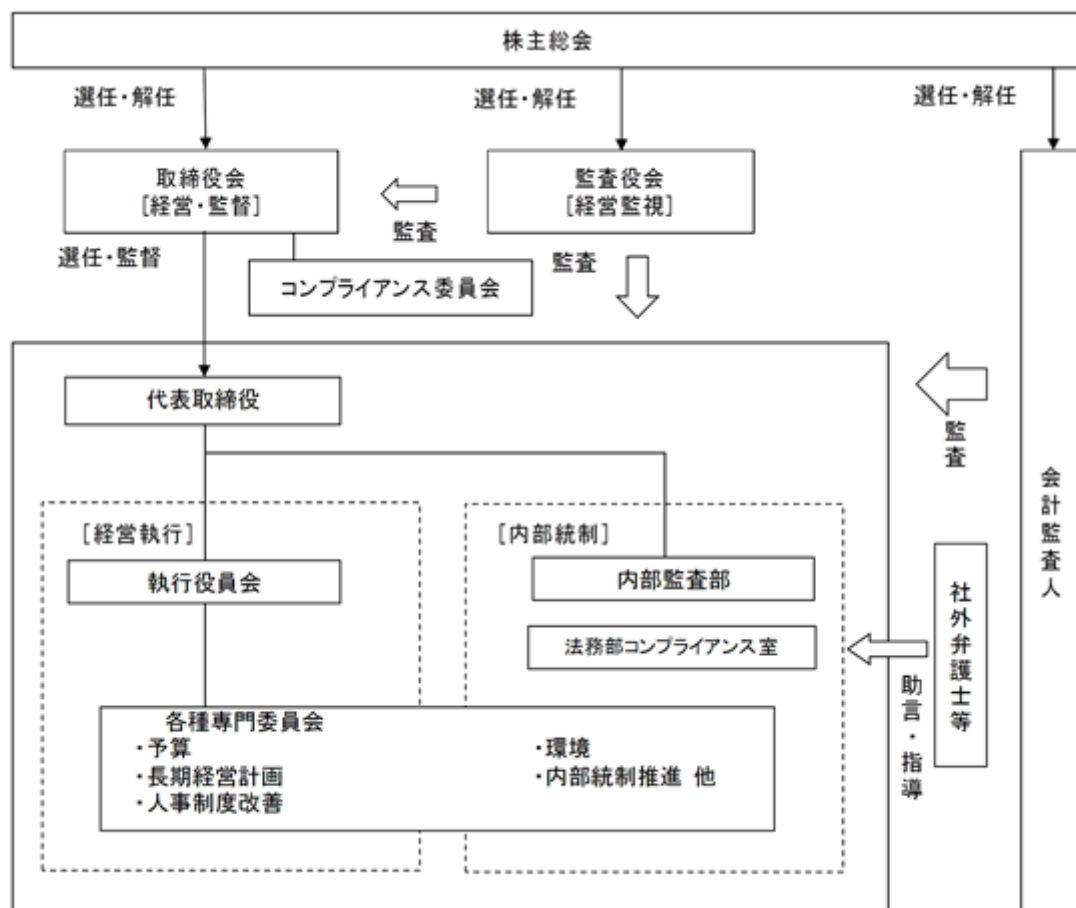 株主総会
選任・解任
選任・解任
選任・解任
取締役会
[経営・監督]
監査役会
[経営監視]
監査
選任・監督
監査
コンプライアンス委員会
代表取締役
監査
[経営執行]
[内部統制]
会計監査人
執行役員会
内部監査部
社外弁護士等
法務部コンプライアンス室
助言・指導
各種専門委員会
・予算
・長期経営計画
・人事制度改善
・環境
・内部統制推進 他